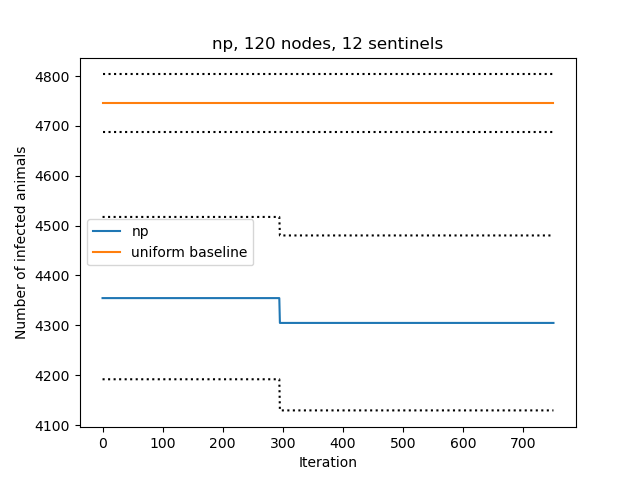 np, 120 nodes, 12 sentinels
Number of infected animals
4800
4700
4600
4500
4400
4300
4200
4100
np
uniform baseline
0 100 200 300 400 500 600 700
Iteration